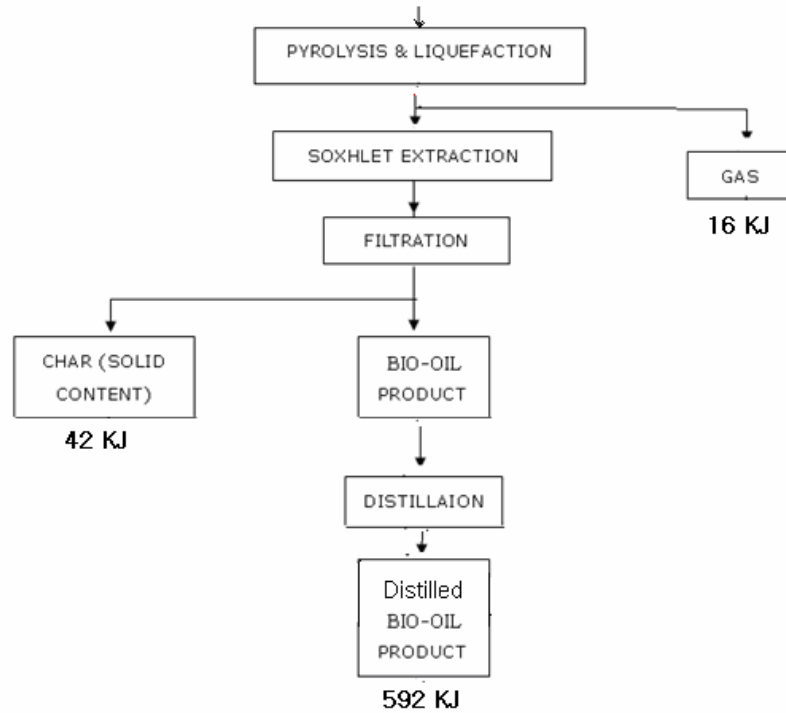 PYROLYSIS & LIQUEFACTION
SOXHLET EXTRACTION
GAS
16 KJ
FILTRATION
CHAR (SOLID
CONTENT)
42 KJ
BIO-OIL
PRODUCT
DISTILLAION
Distilled
BIO-OIL
PRODUCT
592 KJ